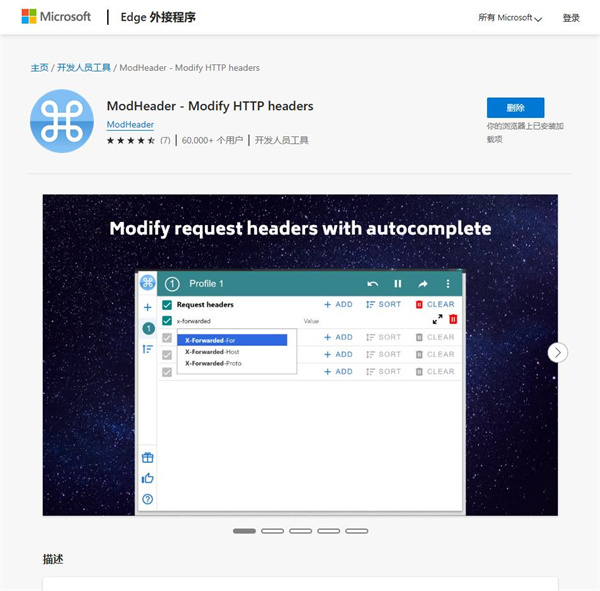 Microsoft Edge 外接程序 所有 Microsoft 登录
主页 / 开发人员工具 / ModHeader - Modify HTTP headers
ModHeader - Modify HTTP headers
删除
ModHeader
你的浏览器上已安装加
载项
(7) 60,000+ 个用户 开发人员工具
Modify request headers with autocomplete
1 Profile 1
Request headers + ADD SORT CLEAR
x-forwarded Value
1
X-Forwarded-For + ADD SORT CLEAR
X-Forwarded-Host + ADD SORT CLEAR
X-Forwarded-Proto + ADD SORT CLEAR
描述